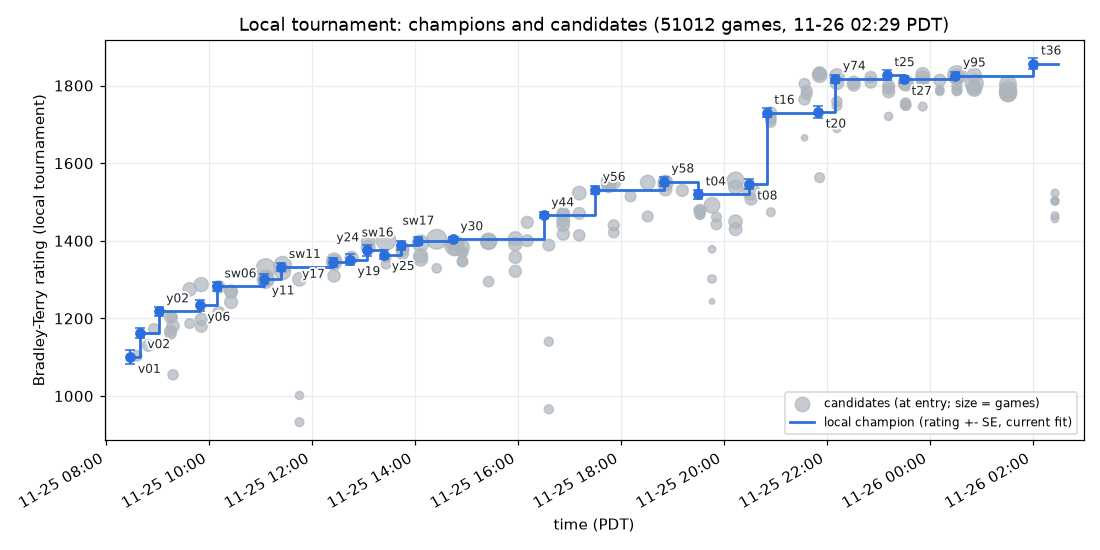 Local tournament: champions and candidates (51012 games, 11-26 02:29 PDT)
Bradley-Terry rating (local tournament)
1800
1600
1400
1200
1000
v01
v02
y02
y06
sw06
y11
sw11
y17
y24
y19
sw16
y25
sw17
y30
y44
y56
y58
t04
t08
t16
t20
y74
t25
t27
y95
t36
candidates (at entry; size = games)
local champion (rating +- SE, current fit)
11-25 08:00
11-25 10:00
11-25 12:00
11-25 14:00
11-25 16:00
11-25 18:00
11-25 20:00
11-25 22:00
11-26 00:00
11-26 02:00
time (PDT)